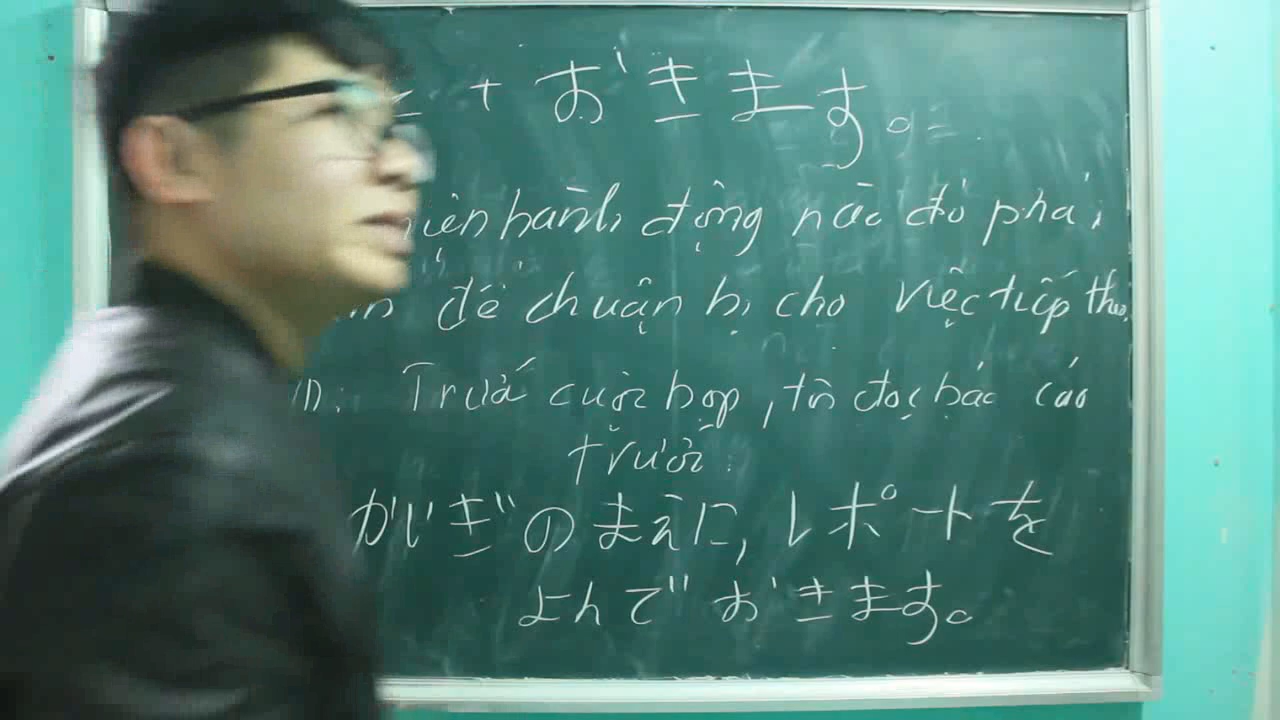 + おきます。=
hành động nào đó phải
để chuẩn bị cho việc tiếp theo.
VD: Trước cuộc họp, tôi đọc báo cáo
trước.
かいぎのまえに, レポートを
よんでおきます。